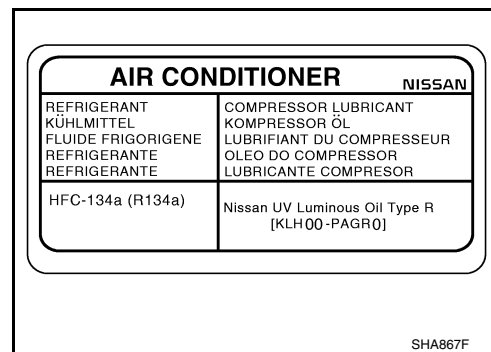 AIR CONDITIONER NISSAN
REFRIGERANT
KÜHLMITTEL
FLUIDE FRIGORIGENE
REFRIGERANTE
REFRIGERANTE
COMPRESSOR LUBRICANT
KOMPRESSOR ÖL
LUBRIFIANT DU COMPRESSEUR
OLEO DO COMPRESSOR
LUBRICANTE COMPRESOR
HFC-134a (R134a)
Nissan UV Luminous Oil Type R
[KLH00-PAGR0]
SHA867F